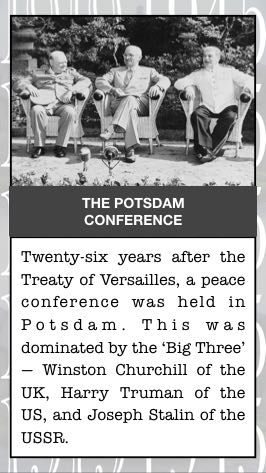 THE POTSDAM
CONFERENCE
Twenty-six years after the
Treaty of Versailles, a peace
conference was held in
Potsdam. This was
dominated by the ‘Big Three’
— Winston Churchill of the
UK, Harry Truman of the
US, and Joseph Stalin of the
USSR.